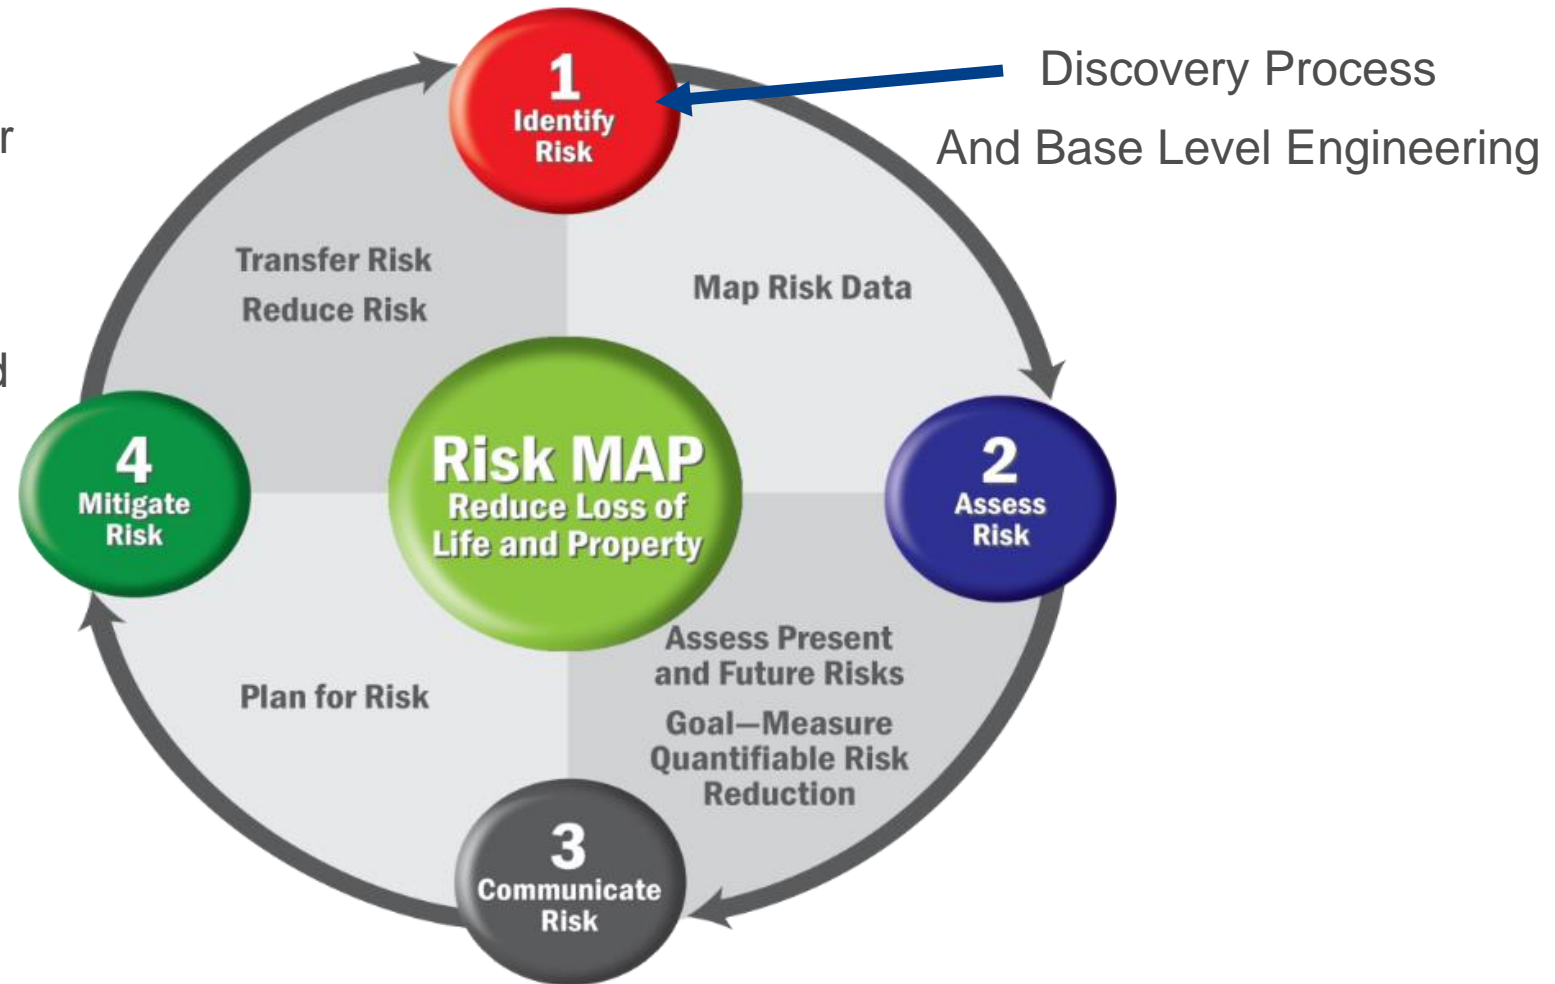 1
Identify
Risk
Discovery Process
And Base Level Engineering
Transfer Risk
Reduce Risk
Map Risk Data
4
Mitigate
Risk
Risk MAP
Reduce Loss of
Life and Property
2
Assess
Risk
Plan for Risk
Assess Present
and Future Risks
Goal—Measure
Quantifiable Risk
Reduction
3
Communicate
Risk